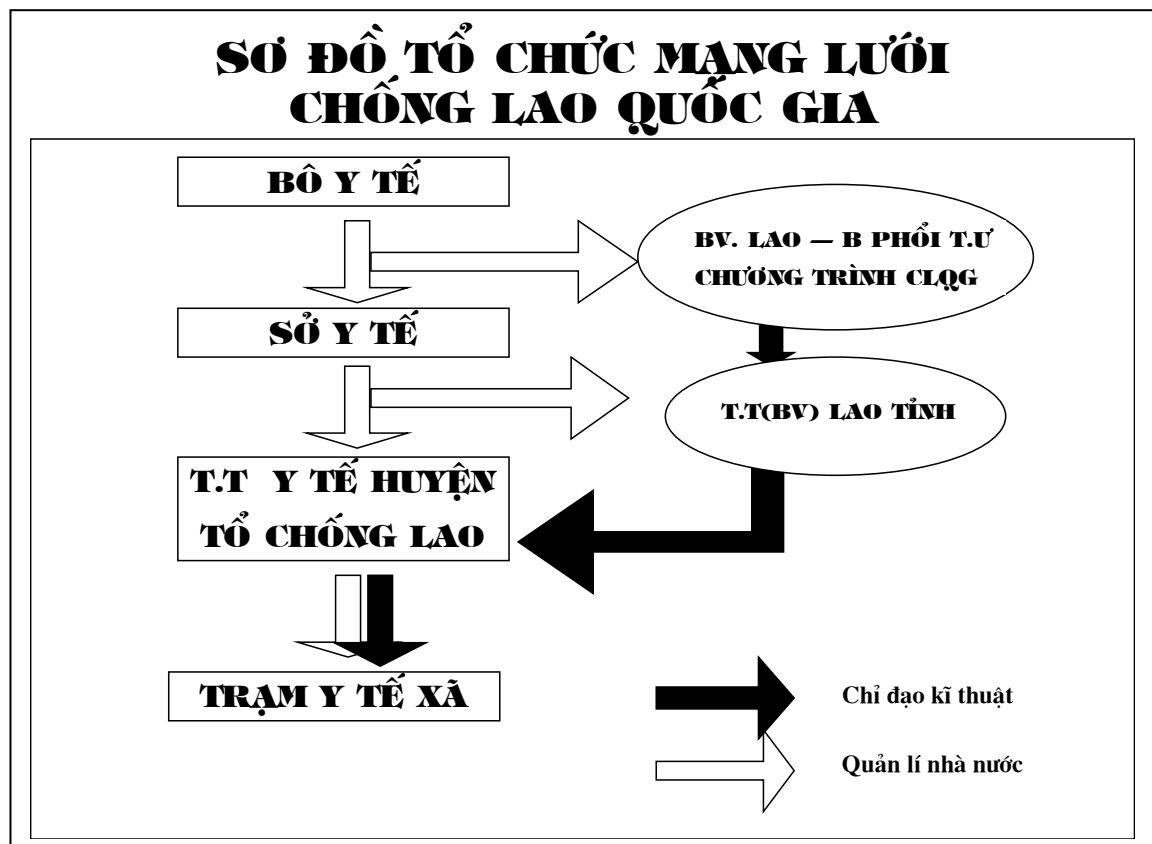 SƠ ĐỒ TỔ CHỨC MẠNG LƯỚI
CHỐNG LAO QUỐC GIA
BÔ Y TẾ
BV. LAO — B PHỔI T.Ư
CHƯƠNG TRÌNH CLQG
SỞ Y TẾ
T.T(BV) LAO TỈNH
T.T Y TẾ HUYỆN
TỔ CHỐNG LAO
TRẠM Y TẾ XÃ
Chỉ đạo kĩ thuật
Quản lí nhà nước